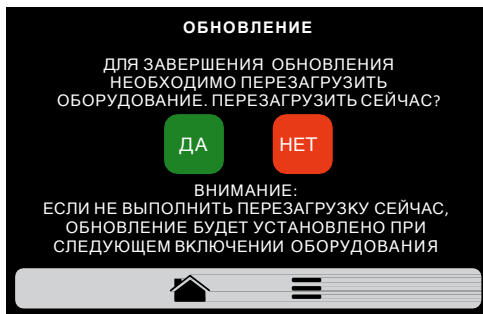 ОБНОВЛЕНИЕ
ДЛЯ ЗАВЕРШЕНИЯ ОБНОВЛЕНИЯ
НЕОБХОДИМО ПЕРЕЗАГРУЗИТЬ
ОБОРУДОВАНИЕ. ПЕРЕЗАГРУЗИТЬ СЕЙЧАС?
ДА НЕТ
ВНИМАНИЕ:
ЕСЛИ НЕ ВЫПОЛНИТЬ ПЕРЕЗАГРУЗКУ СЕЙЧАС,
ОБНОВЛЕНИЕ БУДЕТ УСТАНОВЛЕНО ПРИ
СЛЕДУЮЩЕМ ВКЛЮЧЕНИИ ОБОРУДОВАНИЯ